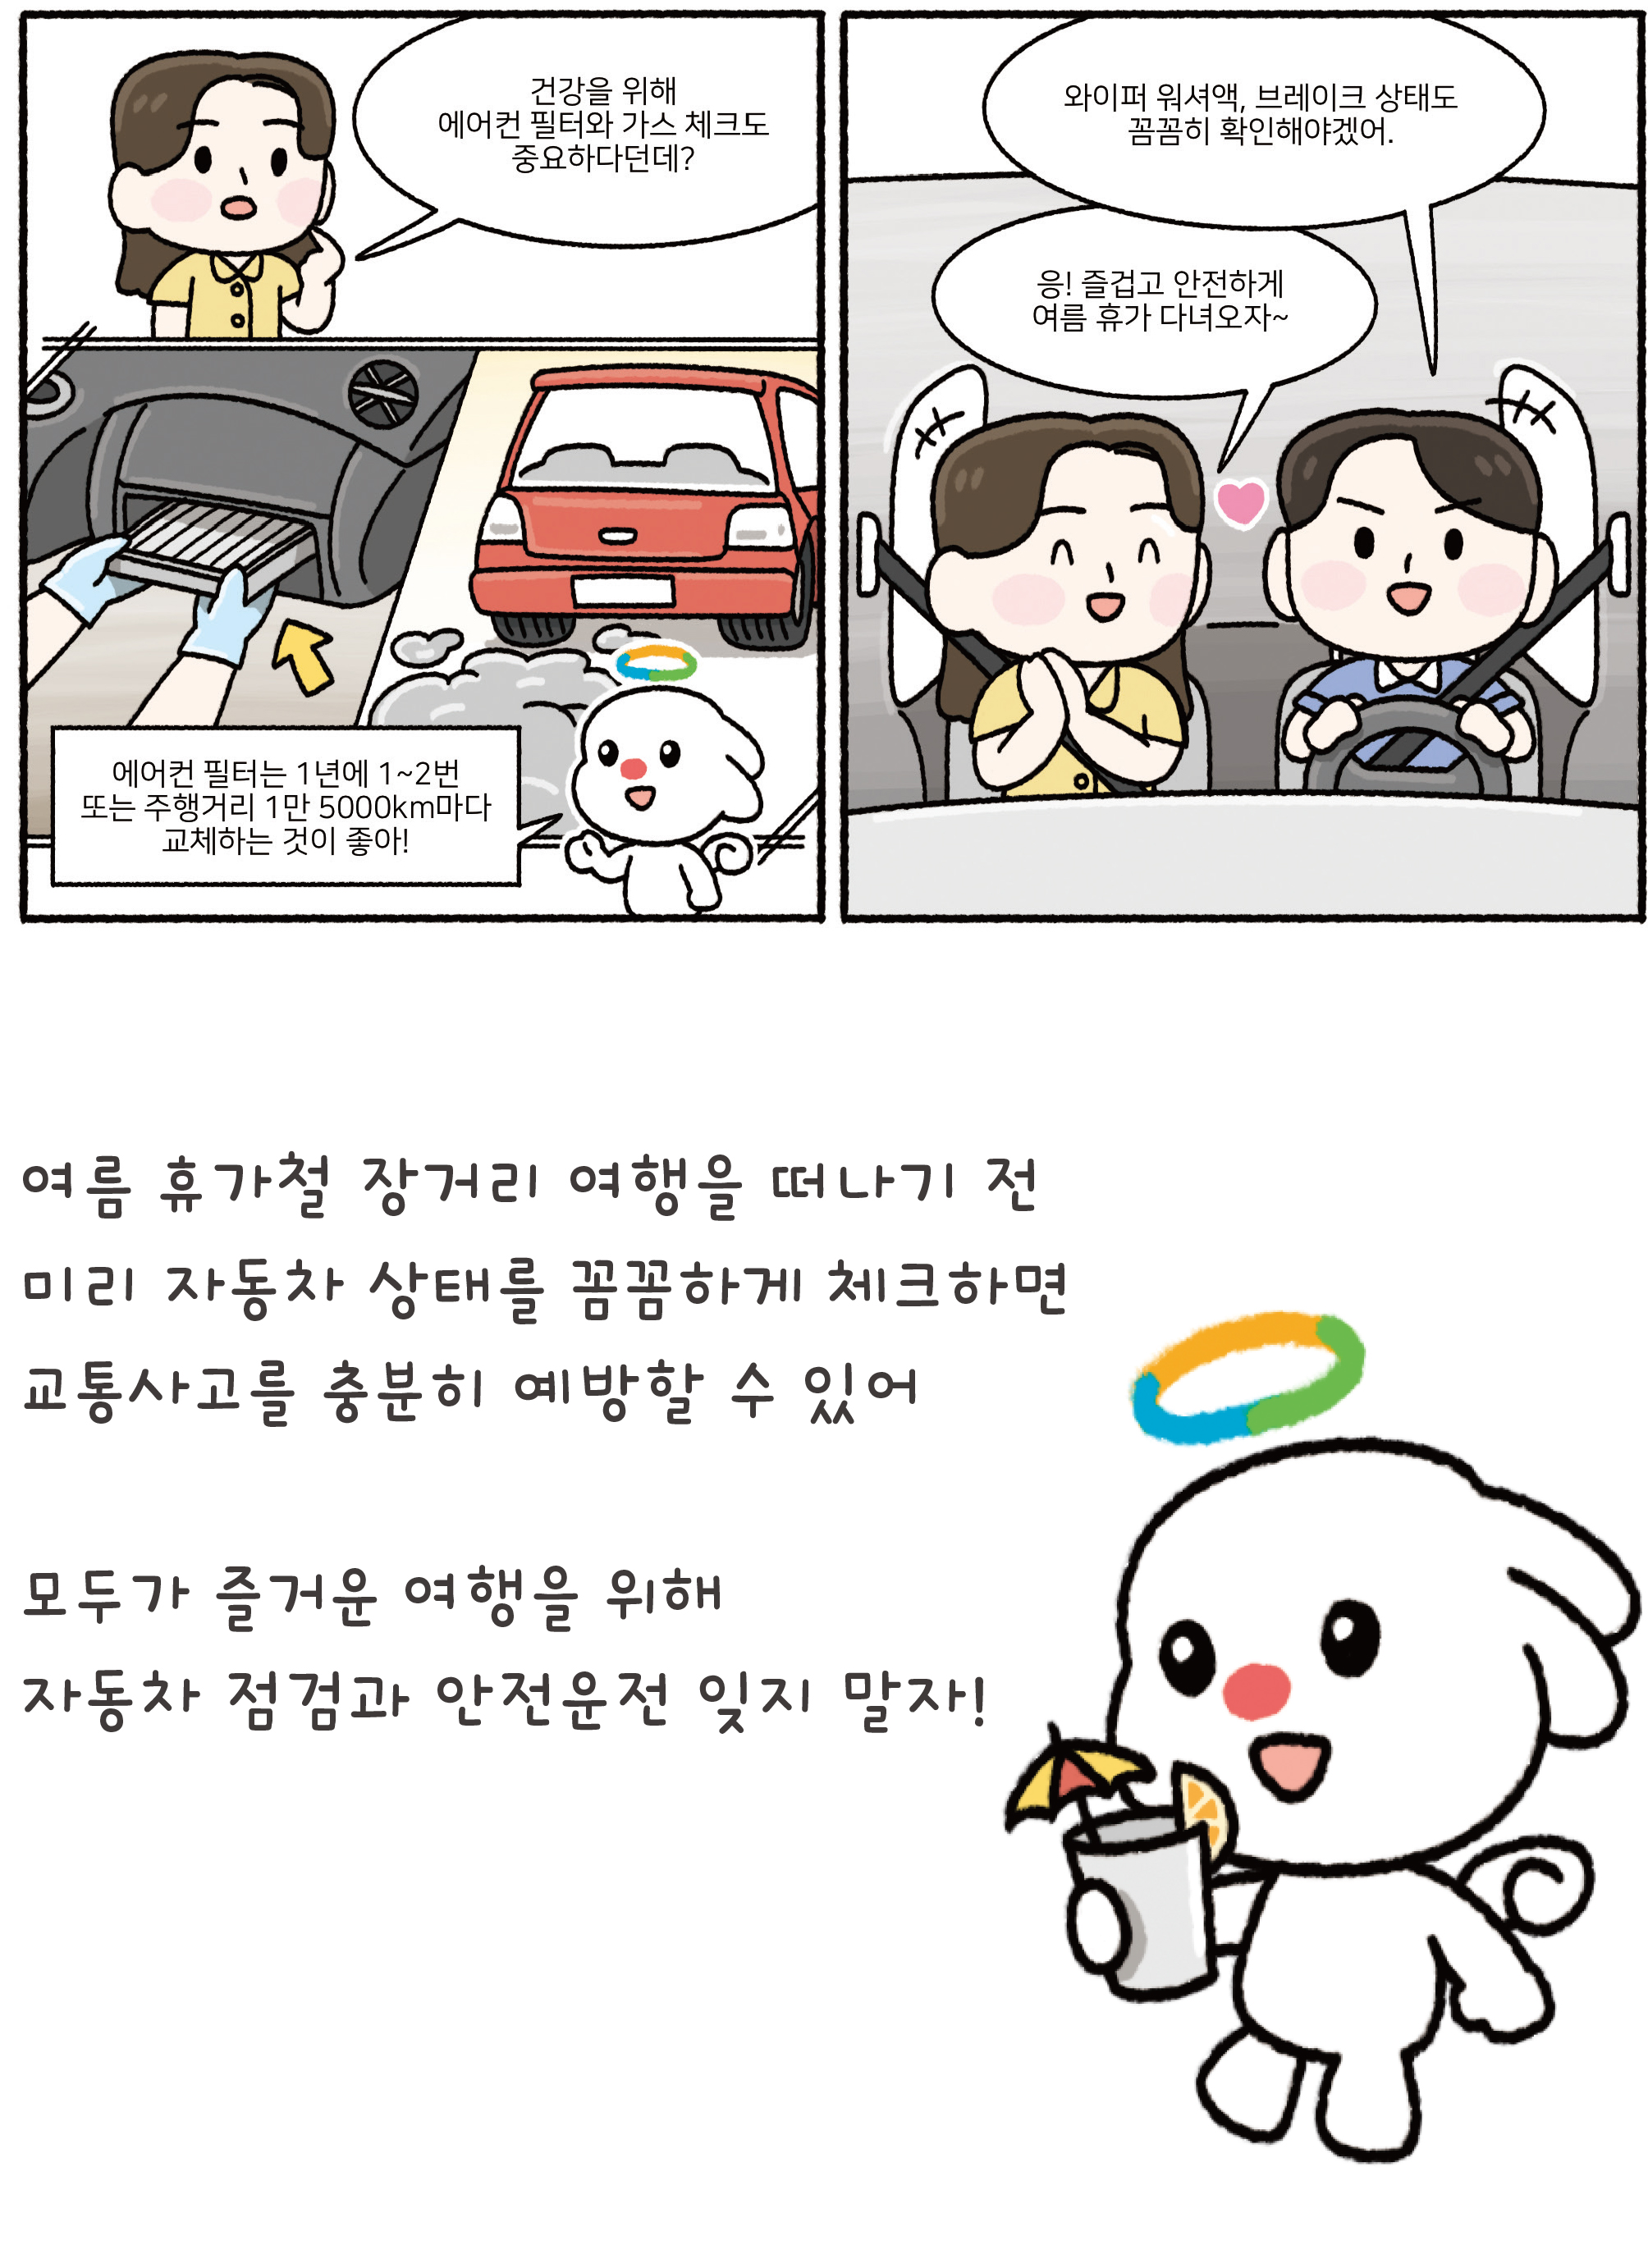 건강을 위해
에어컨 필터와 가스 체크도
중요하다던데?
에어컨 필터는 1년에 1~2번
또는 주행거리 1만 5000km마다
교체하는 것이 좋아!
와이퍼 워셔액, 브레이크 상태도
꼼꼼히 확인해야겠어.
응! 즐겁고 안전하게
여름 휴가 다녀오자~
여름 휴가철 장거리 여행을 떠나기 전
미리 자동차 상태를 꼼꼼하게 체크하면
교통사고를 충분히 예방할 수 있어
모두가 즐거운 여행을 위해
자동차 점검과 안전운전 잊지 말자!